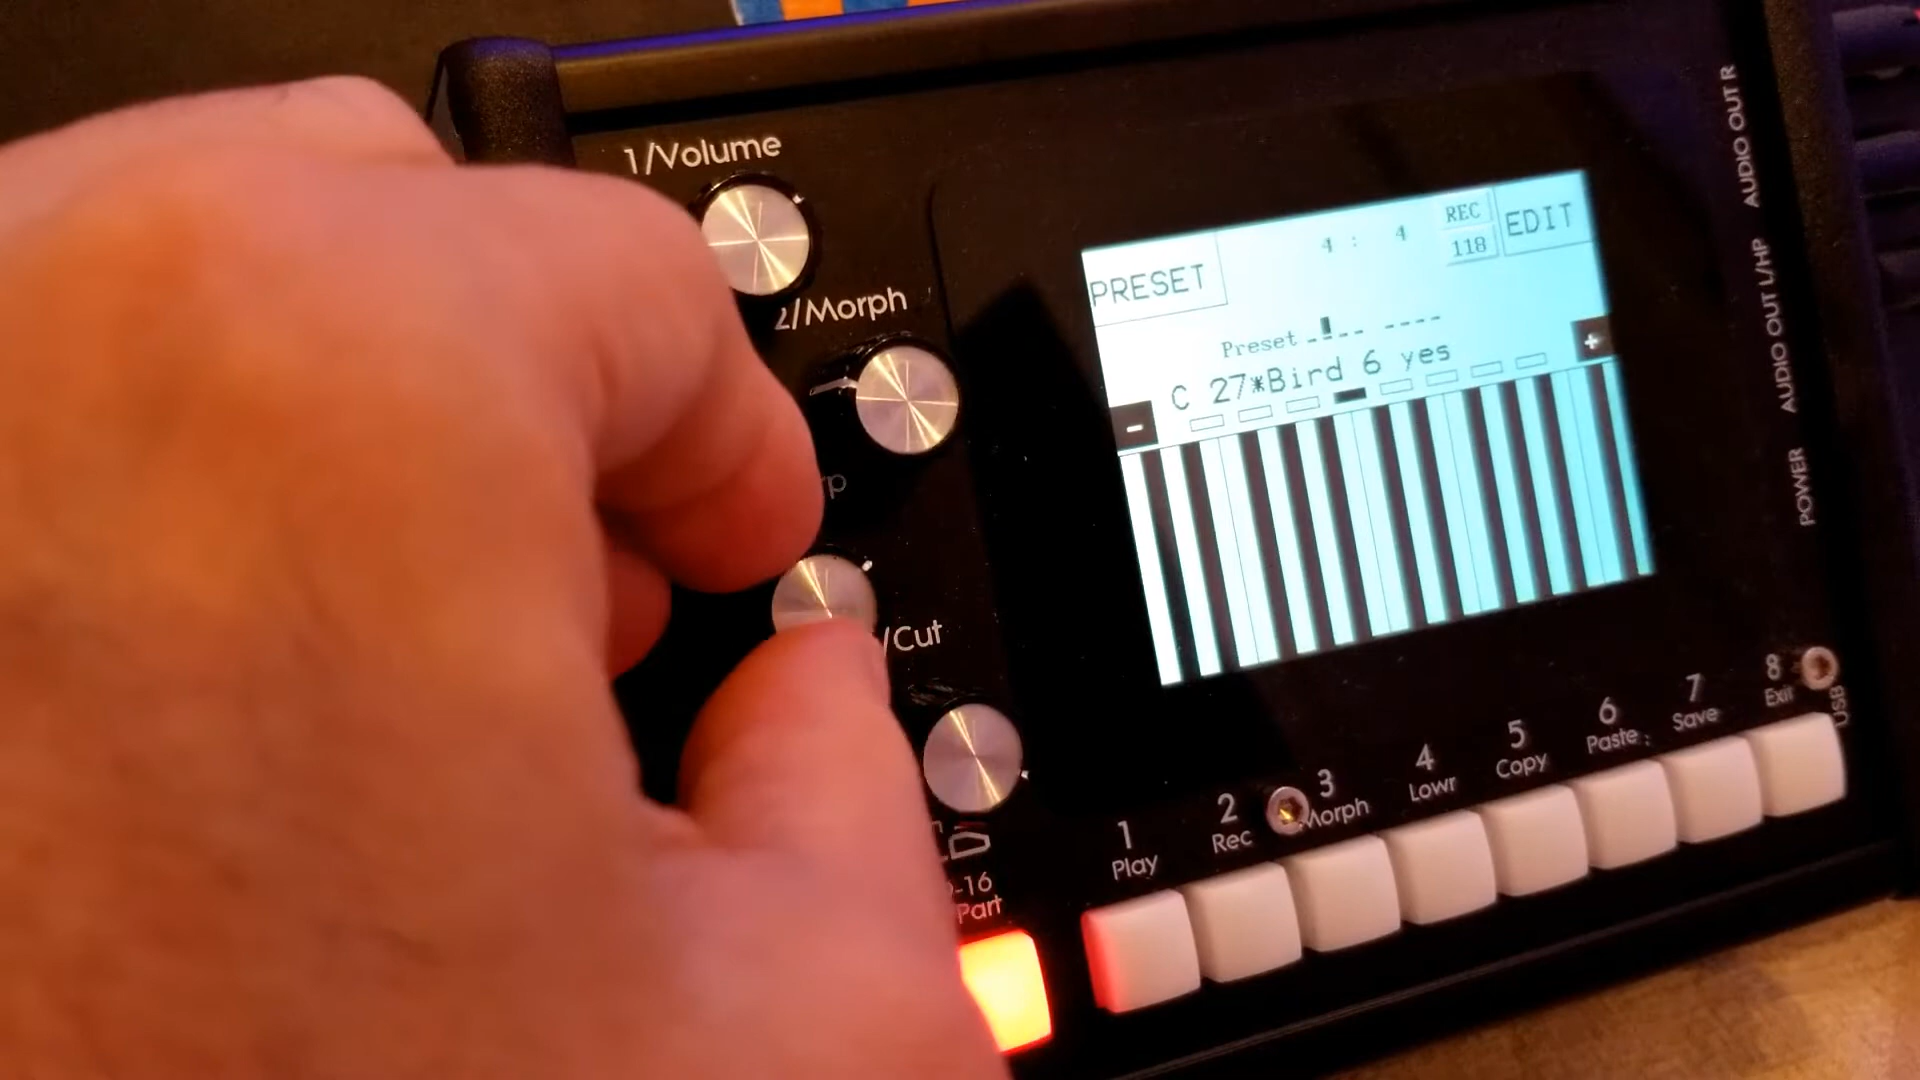 1/Volume
2/Morph
/Cut
-16
Part
PRESET
4 : 4
REC
118
EDIT
Preset
C 27*Bird 6 yes
+
-
1
Play
2
Rec
3
Morph
4
Lowr
5
Copy
6
Paste
7
Save
8
Exit
AUDIO OUT R
AUDIO OUT L/HP
POWER
USB